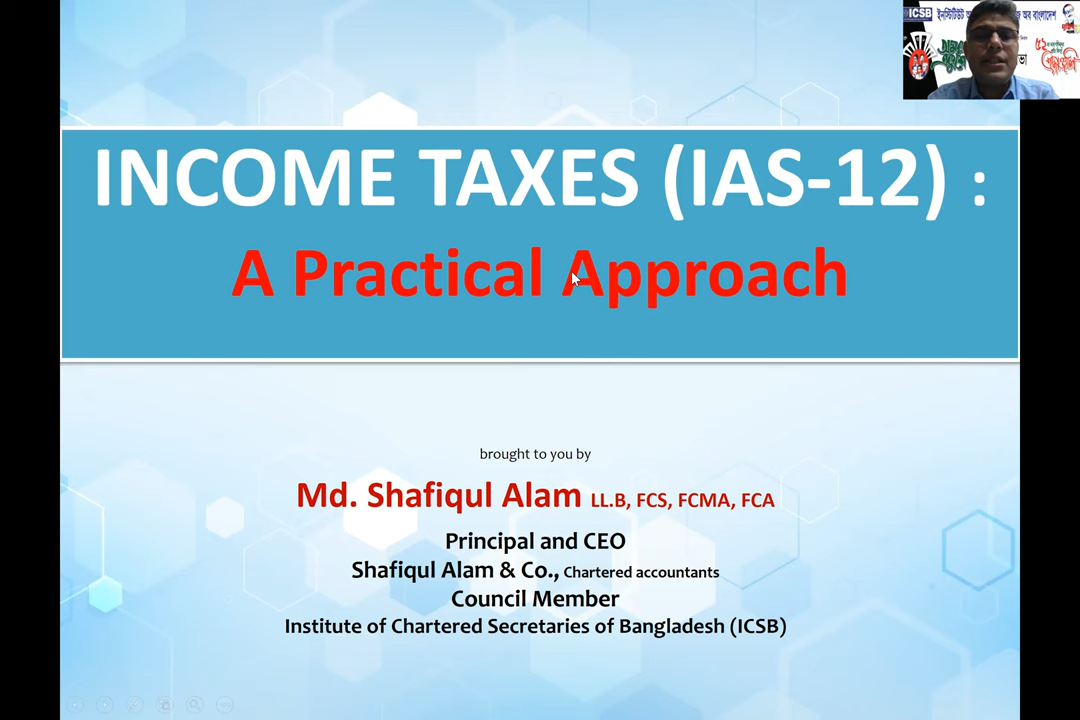 ICSB
INCOME TAXES (IAS-12) :
A Practical Approach
brought to you by
Md. Shafiqul Alam LL.B, FCS, FCMA, FCA
Principal and CEO
Shafiqul Alam & Co., Chartered accountants
Council Member
Institute of Chartered Secretaries of Bangladesh (ICSB)